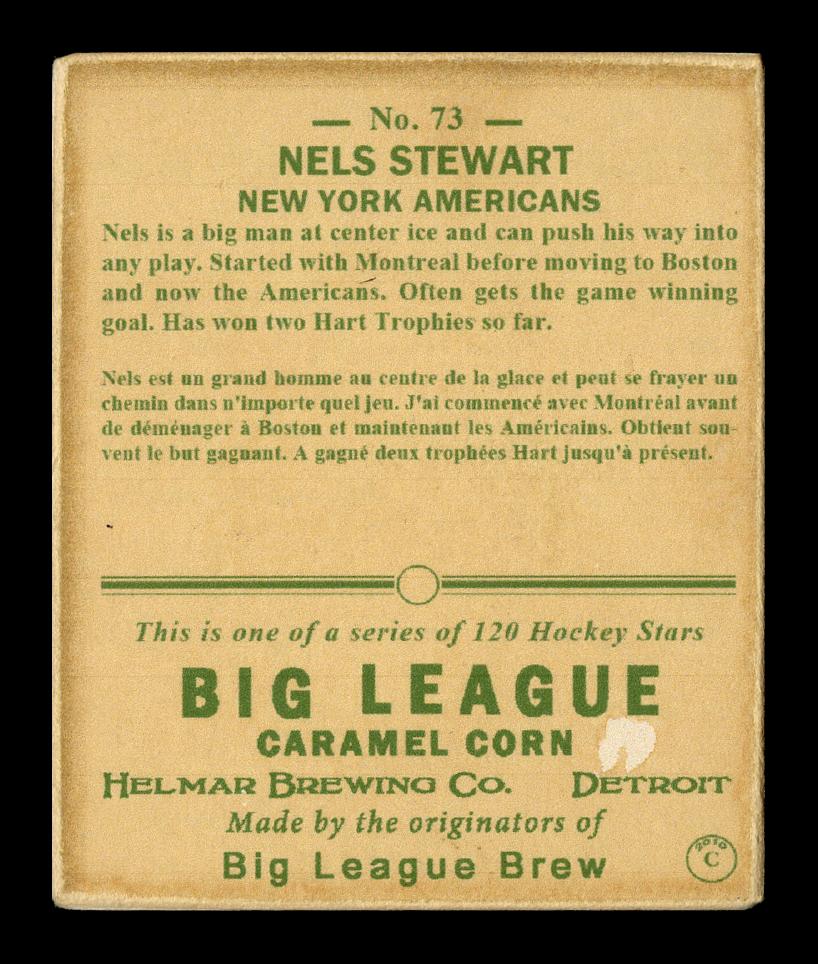 — No. 73 —
NELS STEWART
NEW YORK AMERICANS
Nels is a big man at center ice and can push his way into
any play. Started with Montreal before moving to Boston
and now the Americans. Often gets the game winning
goal. Has won two Hart Trophies so far.
Nels est un grand homme au centre de la glace et peut se frayer un
chemin dans n'importe quel jeu. J'ai commencé avec Montréal avant
de déménager à Boston et maintenant les Américains. Obtient sou-
vent le but gagnant. A gagné deux trophées Hart jusqu'à présent.
This is one of a series of 120 Hockey Stars
BIG LEAGUE
CARAMEL CORN
HELMAR BREWING CO. DETROIT
Made by the originators of
Big League Brew
2010
C